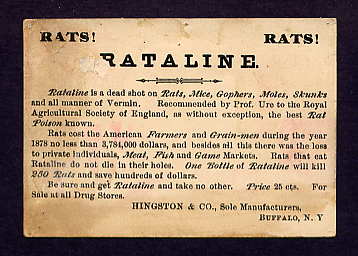 RATS! RATS!
RATALINE.
Rataline is a dead shot on Rats, Mice, Gophers, Moles, Skunks
and all manner of Vermin. Recommended by Prof. Ure to the Royal
Agricultural Society of England, as without exception, the best Rat
Poison known.
Rats cost the American Farmers and Grain-men during the year
1878 no less than 3,784,000 dollars, and besides all this there was the loss
to private individuals, Meat, Fish and Game Markets. Rats that eat
Rataline do not die in their holes. One Bottle of Rataline will kill
250 Rats and save hundreds of dollars.
Be sure and get Rataline and take no other. Price 25 cts. For
Sale at all Drug Stores.
HINGSTON & CO., Sole Manufacturers,
BUFFALO, N. Y